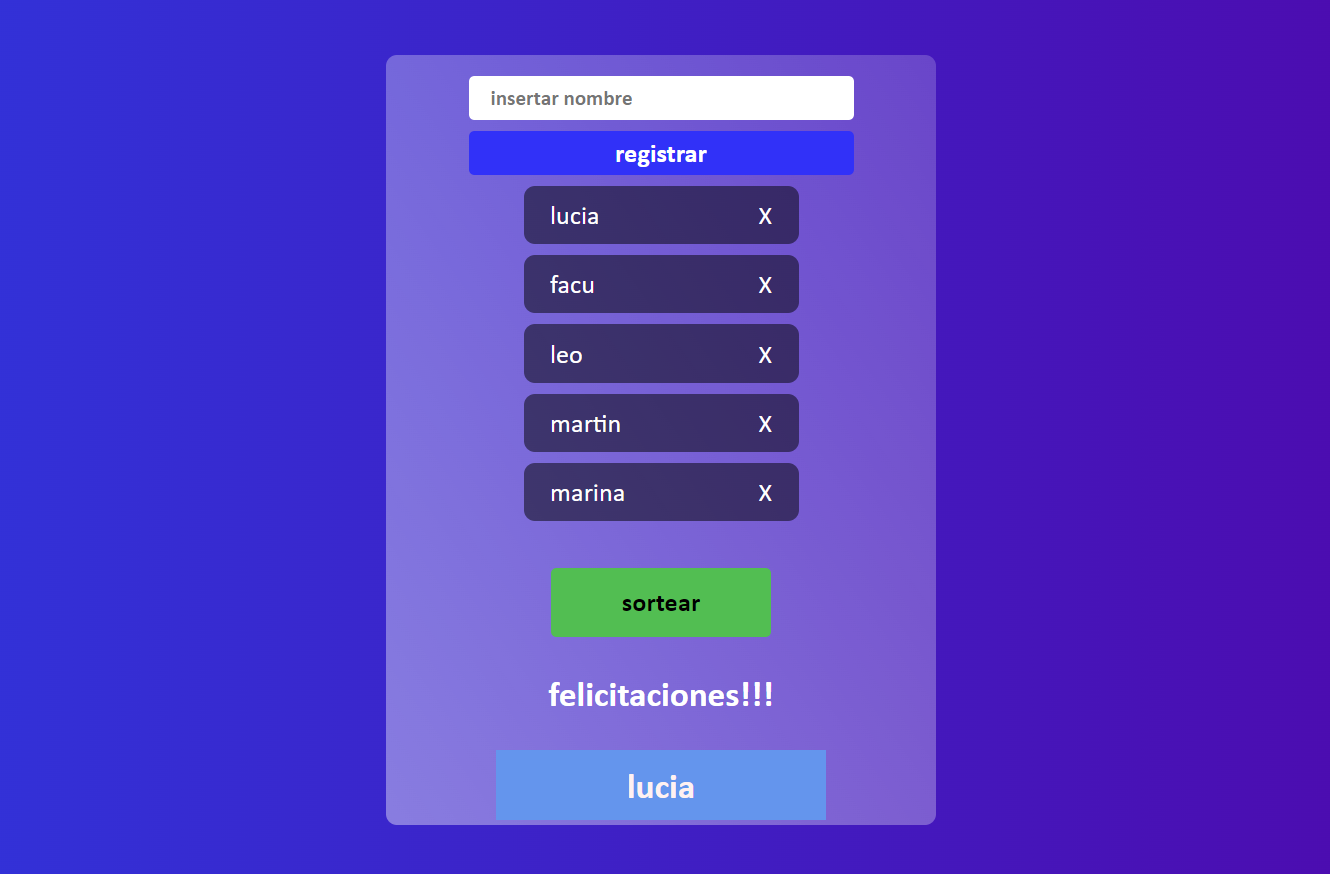 insertar nombre
registrar
lucia X
facu X
leo X
martin X
marina X
sortear
felicitaciones!!!
lucia